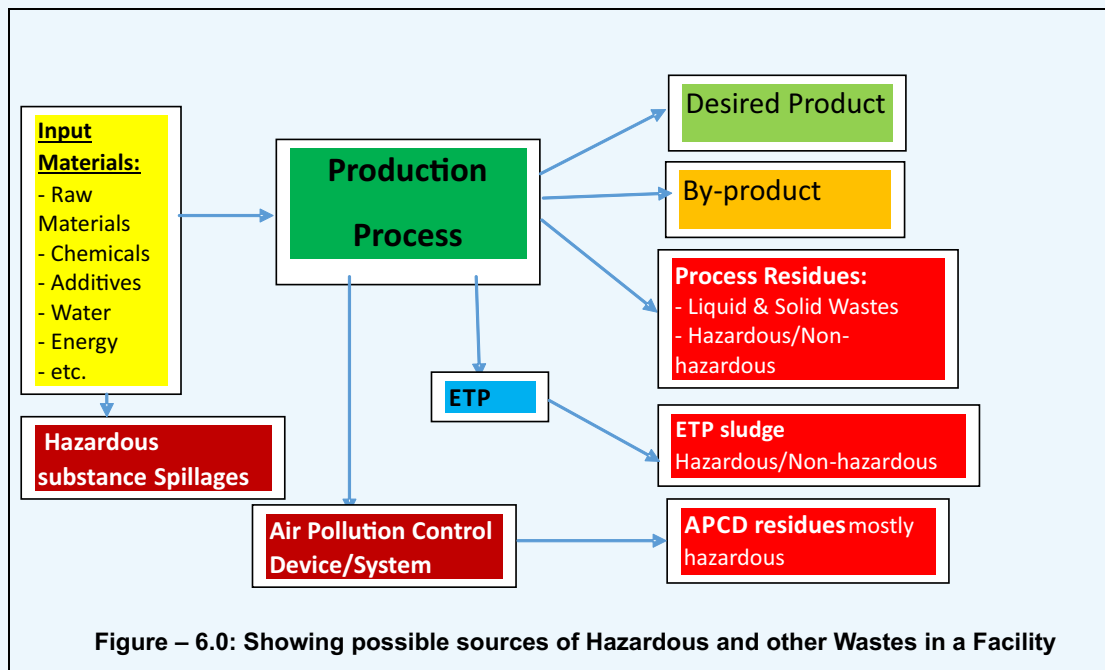 Input
Materials:
- Raw
Materials
- Chemicals
- Additives
- Water
- Energy
- etc.
Hazardous
substance Spillages
Production
Process
ETP
Air Pollution Control
Device/System
Desired Product
By-product
Process Residues:
- Liquid & Solid Wastes
- Hazardous/Non-
hazardous
ETP sludge
Hazardous/Non-hazardous
APCD residues mostly
hazardous
Figure – 6.0: Showing possible sources of Hazardous and other Wastes in a Facility